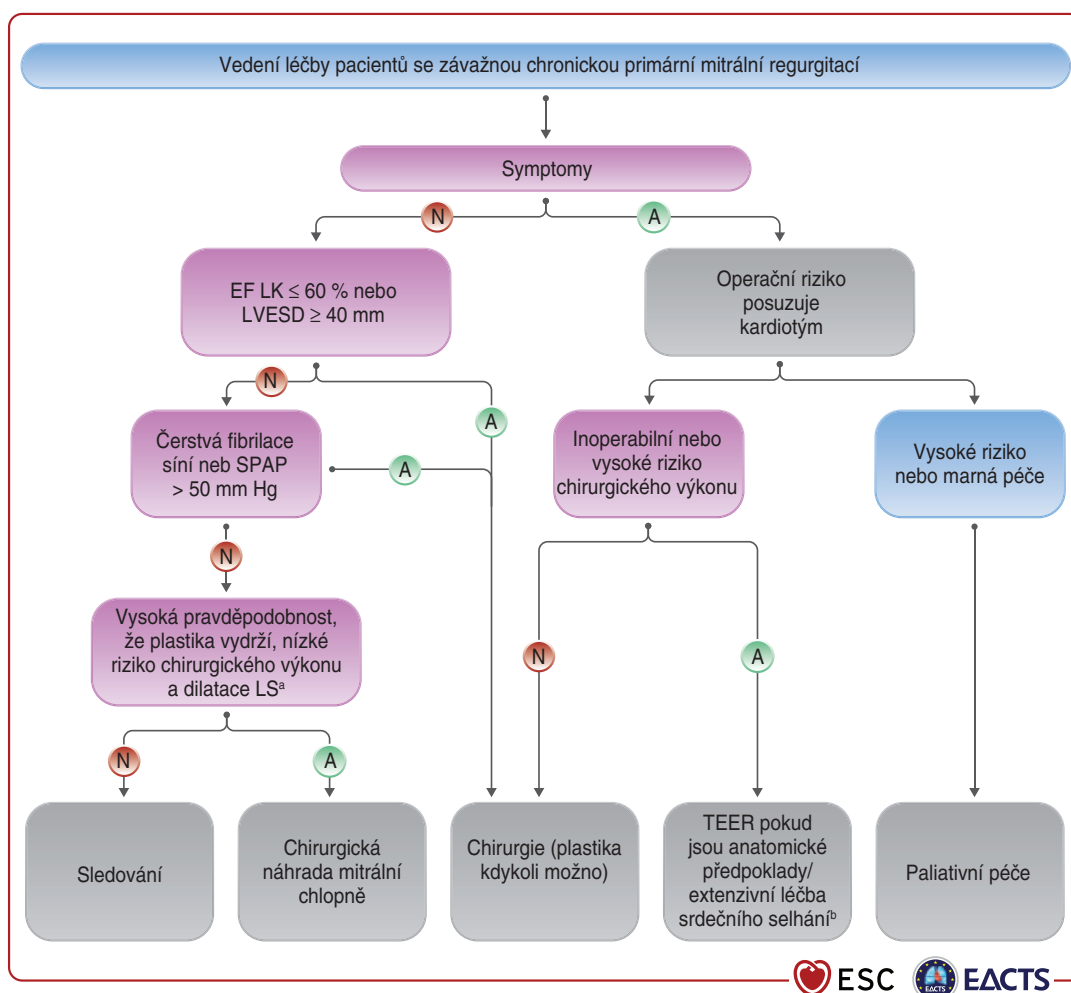 Vedení léčby pacientů se závažnou chronickou primární mitrální regurgitací
Symptomy
N
A
EF LK ≤ 60 % nebo
LVESD ≥ 40 mm
Operační riziko
posuzuje
kardiotým
N
A
Čerstvá fibrilace
síní neb SPAP
> 50 mm Hg
A
Inoperabilní nebo
vysoké riziko
chirurgického výkonu
Vysoké riziko
nebo marná péče
N
Vysoká pravděpodobnost,
že plastika vydrží, nízké
riziko chirurgického výkonu
a dilatace LSᵃ
N
A
N
A
Sledování
Chirurgická
náhrada mitrální
chlopně
Chirurgie (plastika
kdykoli možno)
TEER pokud
jsou anatomické
předpoklady/
extenzivní léčba
srdečního selháníᵇ
Paliativní péče
ESC
EACTS
EACTS